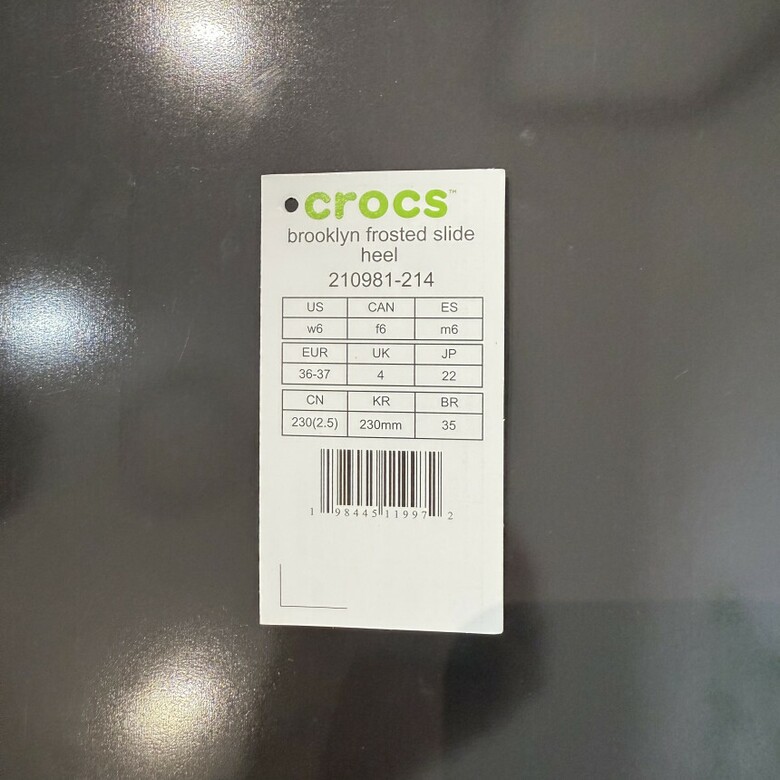 crocs™
brooklyn frosted slide
heel
210981-214
US CAN ES
w6 f6 m6
EUR UK JP
36-37 4 22
CN KR BR
230(2.5) 230mm 35
1 98445 11997 2